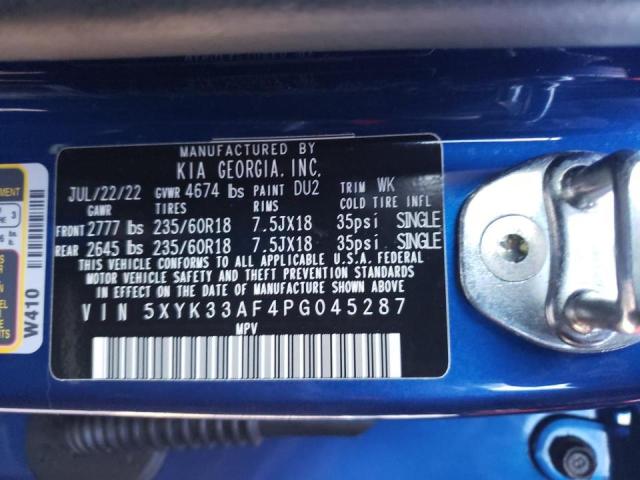 MANUFACTURED BY
KIA GEORGIA, INC.
JUL/22/22 GVWR 4674 lbs PAINT DU2 TRIM WK
GAWR TIRES RIMS COLD TIRE INFL
FRONT 2777 lbs 235/60R18 7.5JX18 35psi SINGLE
REAR 2645 lbs 235/60R18 7.5JX18 35psi SINGLE
THIS VEHICLE CONFORMS TO ALL APPLICABLE U.S.A. FEDERAL
MOTOR VEHICLE SAFETY AND THEFT PREVENTION STANDARDS
IN EFFECT ON THE DATE OF MANUFACTURE SHOWN ABOVE.
VIN 5XYK33AF4PG045287
MPV
W410
3